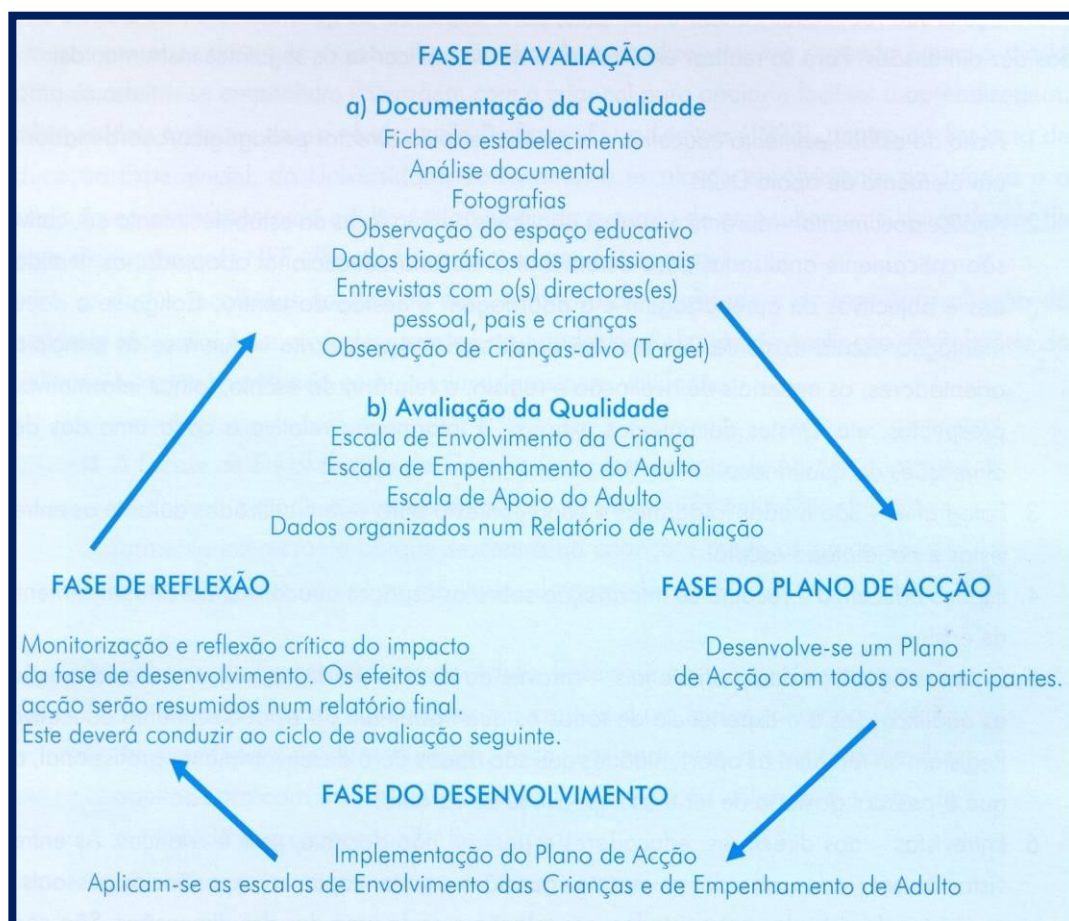 FASE DE AVALIAÇÃO
a) Documentação da Qualidade
Ficha do estabelecimento
Análise documental
Fotografias
Observação do espaço educativo
Dados biográficos dos profissionais
Entrevistas com o(s) directores(es)
pessoal, pais e crianças
Observação de crianças-alvo (Target)
b) Avaliação da Qualidade
Escala de Envolvimento da Criança
Escala de Empenhamento do Adulto
Escala de Apoio do Adulto
Dados organizados num Relatório de Avaliação
FASE DE REFLEXÃO
Monitorização e reflexão crítica do impacto
da fase de desenvolvimento. Os efeitos da
acção serão resumidos num relatório final.
Este deverá conduzir ao ciclo de avaliação seguinte.
FASE DO PLANO DE ACÇÃO
Desenvolve-se um Plano
de Acção com todos os participantes.
FASE DO DESENVOLVIMENTO
Implementação do Plano de Acção
Aplicam-se as escalas de Envolvimento das Crianças e de Empenhamento de Adulto